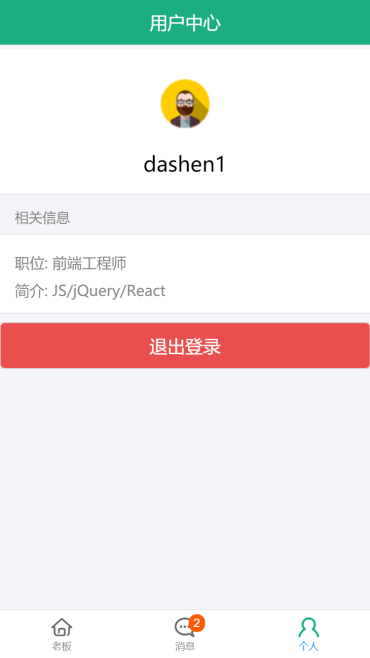 用户中心
dashen1
相关信息
职位: 前端工程师
简介: JS/jQuery/React
退出登录
2
老板
消息
个人